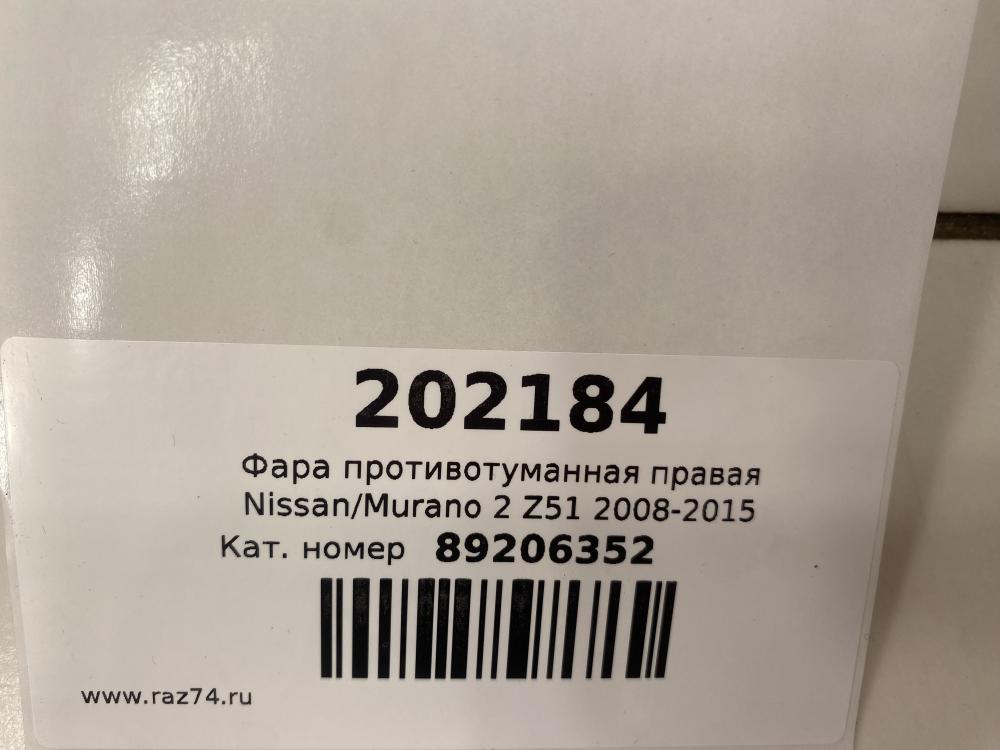 202184
Фара противотуманная правая
Nissan/Murano 2 Z51 2008-2015
Кат. номер 89206352
www.raz74.ru